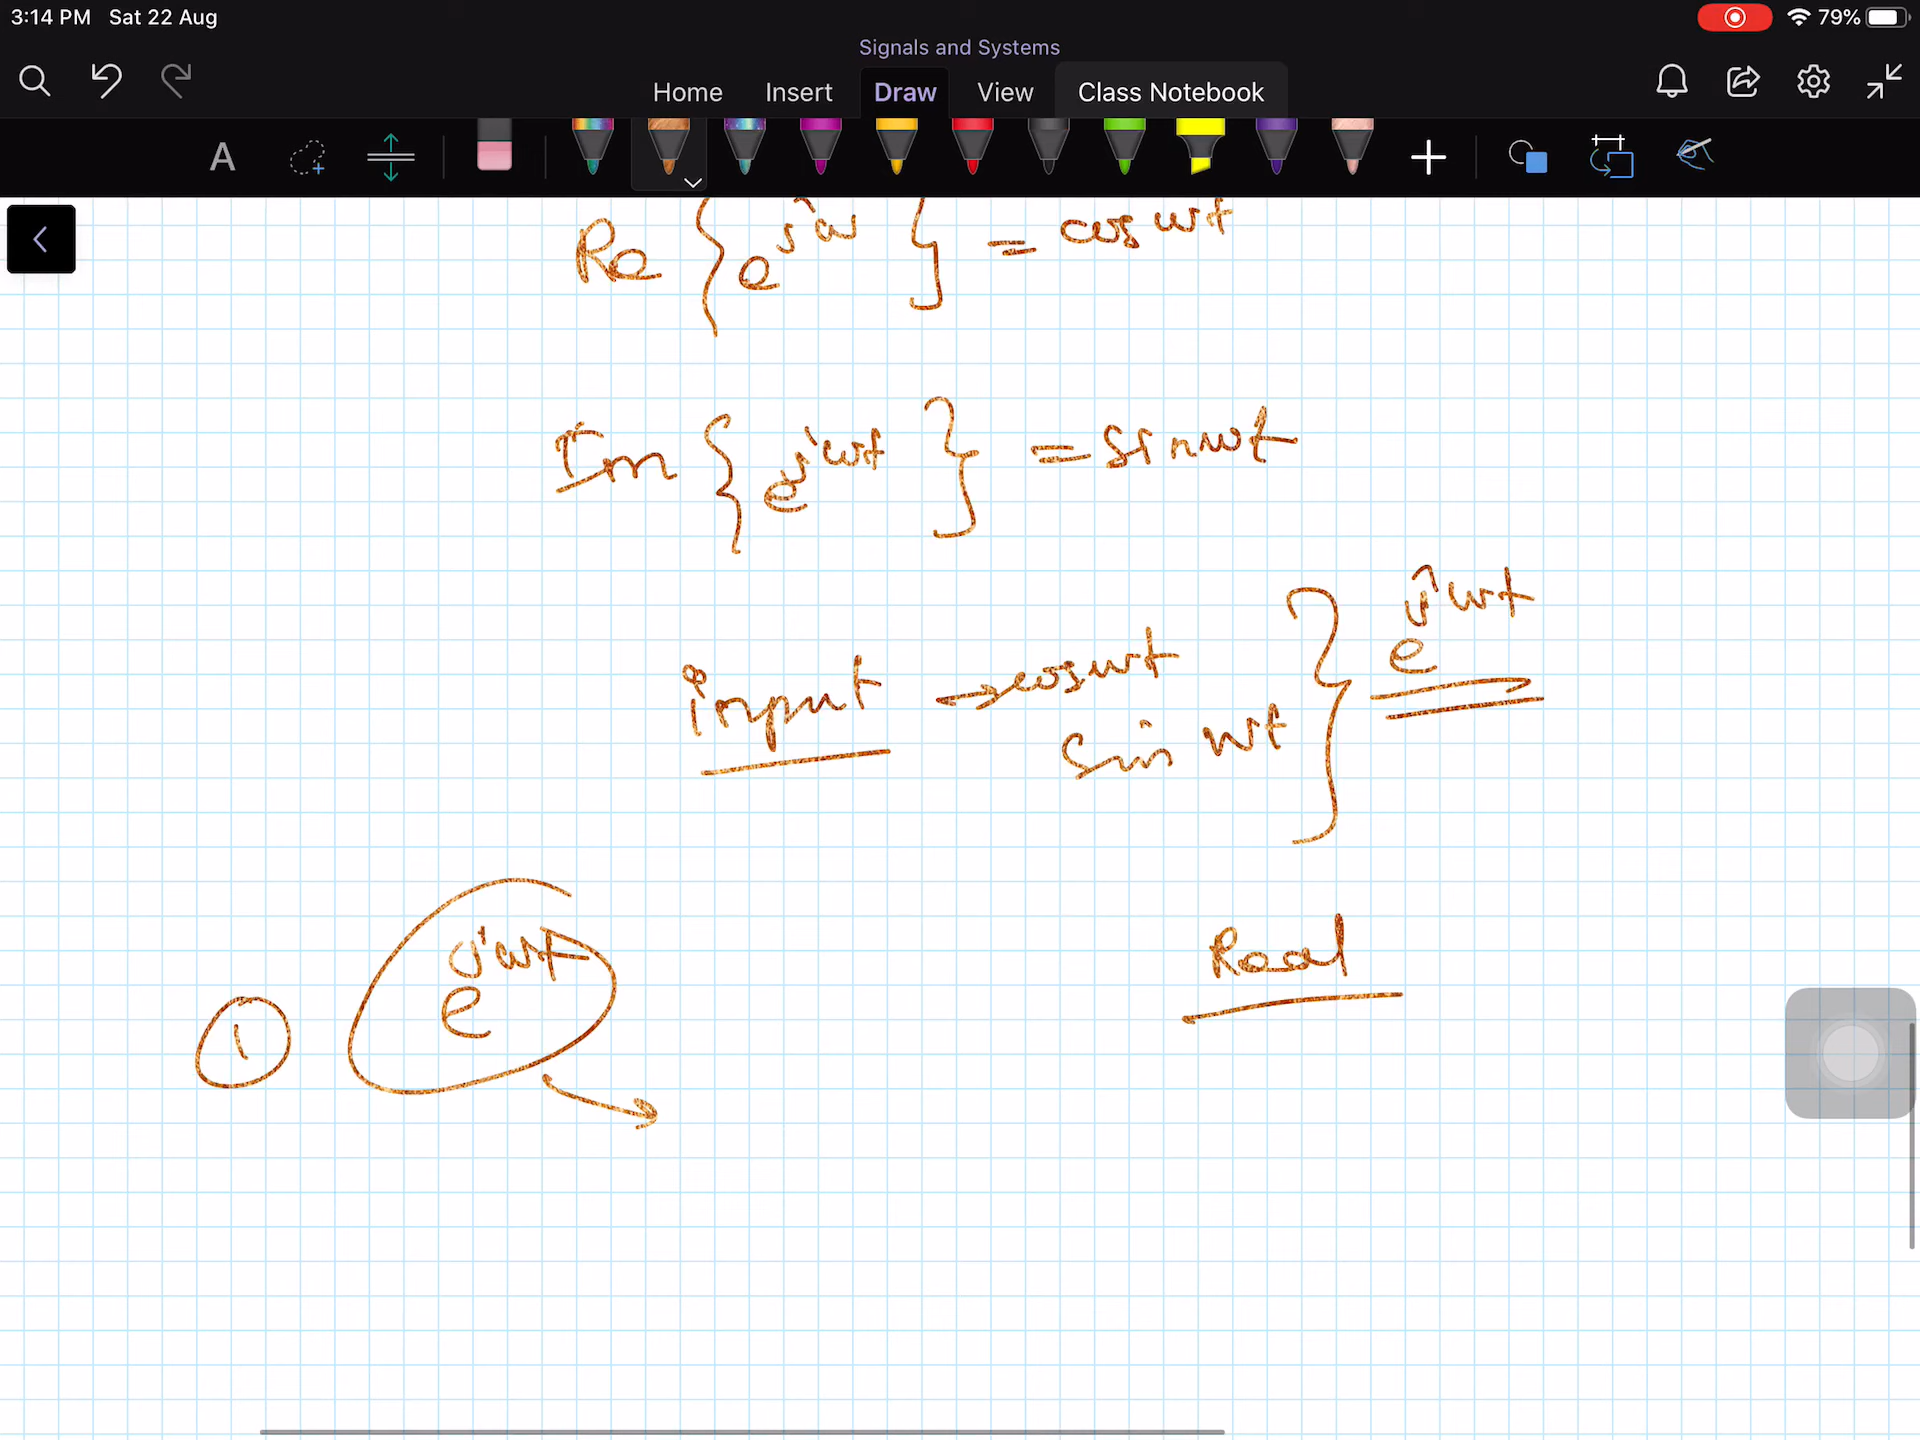 3:14 PM Sat 22 Aug
79%
Signals and Systems
Home Insert Draw View Class Notebook
A
Re { e^jω } = cos ωt
Im { e^jωt } = sin ωt
input → cos ωt
sin ωt } e^jωt
① e^jωt
Real